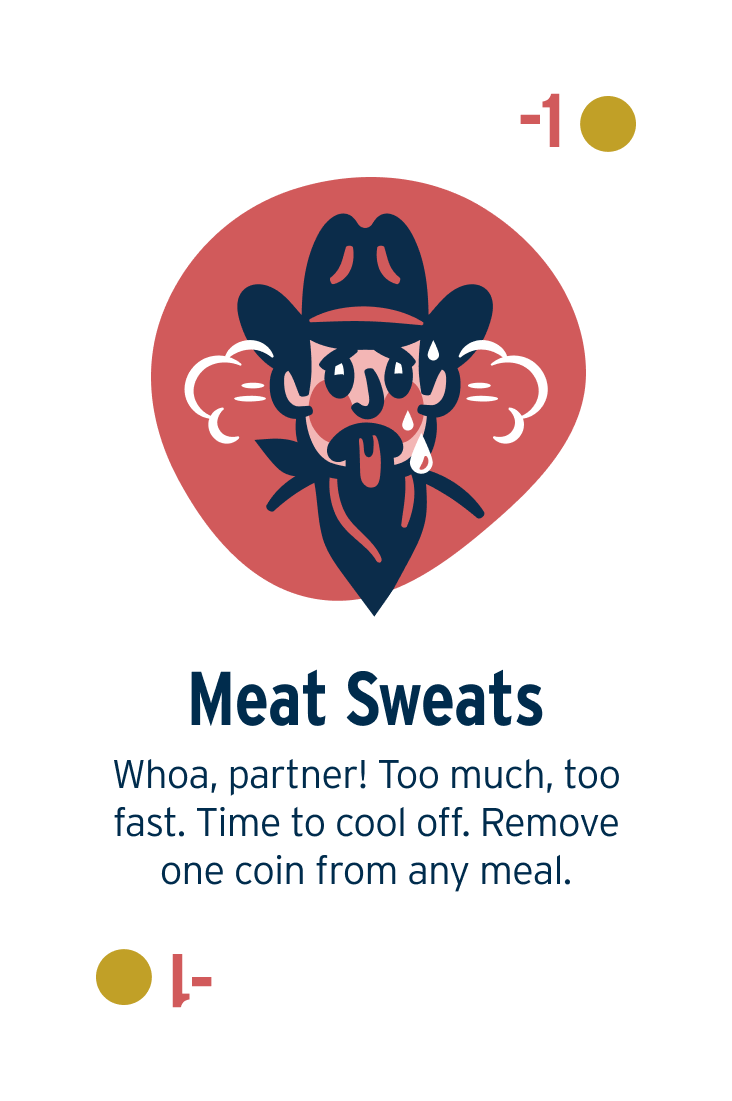 -1
Meat Sweats
Whoa, partner! Too much, too
fast. Time to cool off. Remove
one coin from any meal.
-1